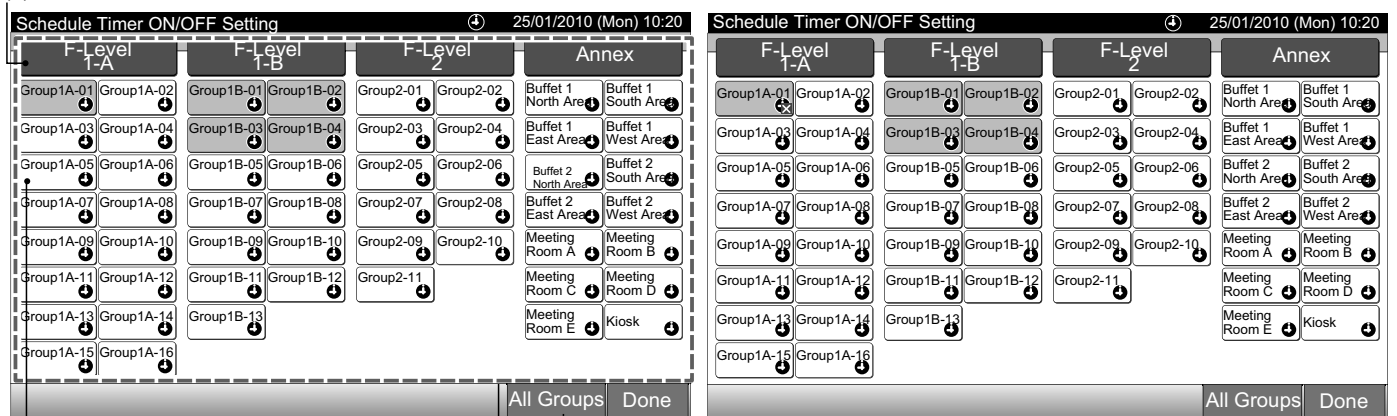 Schedule Timer ON/OFF Setting 25/01/2010 (Mon) 10:20
F-Level 1-A F-Level 1-B F-Level 2 Annex
Group1A-01 Group1A-02 Group1B-01 Group1B-02 Group2-01 Group2-02 Buffet 1 North Area Buffet 1 South Area
Group1A-03 Group1A-04 Group1B-03 Group1B-04 Group2-03 Group2-04 Buffet 1 East Area Buffet 1 West Area
Group1A-05 Group1A-06 Group1B-05 Group1B-06 Group2-05 Group2-06 Buffet 2 North Area Buffet 2 South Area
Group1A-07 Group1A-08 Group1B-07 Group1B-08 Group2-07 Group2-08 Buffet 2 East Area Buffet 2 West Area
Group1A-09 Group1A-10 Group1B-09 Group1B-10 Group2-09 Group2-10 Meeting Room A Meeting Room B
Group1A-11 Group1A-12 Group1B-11 Group1B-12 Group2-11 Meeting Room C Meeting Room D
Group1A-13 Group1A-14 Group1B-13 Meeting Room E Kiosk
Group1A-15 Group1A-16
All Groups Done
Schedule Timer ON/OFF Setting 25/01/2010 (Mon) 10:20
F-Level 1-A F-Level 1-B F-Level 2 Annex
Group1A-01 Group1A-02 Group1B-01 Group1B-02 Group2-01 Group2-02 Buffet 1 North Area Buffet 1 South Area
Group1A-03 Group1A-04 Group1B-03 Group1B-04 Group2-03 Group2-04 Buffet 1 East Area Buffet 1 West Area
Group1A-05 Group1A-06 Group1B-05 Group1B-06 Group2-05 Group2-06 Buffet 2 North Area Buffet 2 South Area
Group1A-07 Group1A-08 Group1B-07 Group1B-08 Group2-07 Group2-08 Buffet 2 East Area Buffet 2 West Area
Group1A-09 Group1A-10 Group1B-09 Group1B-10 Group2-09 Group2-10 Meeting Room A Meeting Room B
Group1A-11 Group1A-12 Group1B-11 Group1B-12 Group2-11 Meeting Room C Meeting Room D
Group1A-13 Group1A-14 Group1B-13 Meeting Room E Kiosk
Group1A-15 Group1A-16
All Groups Done